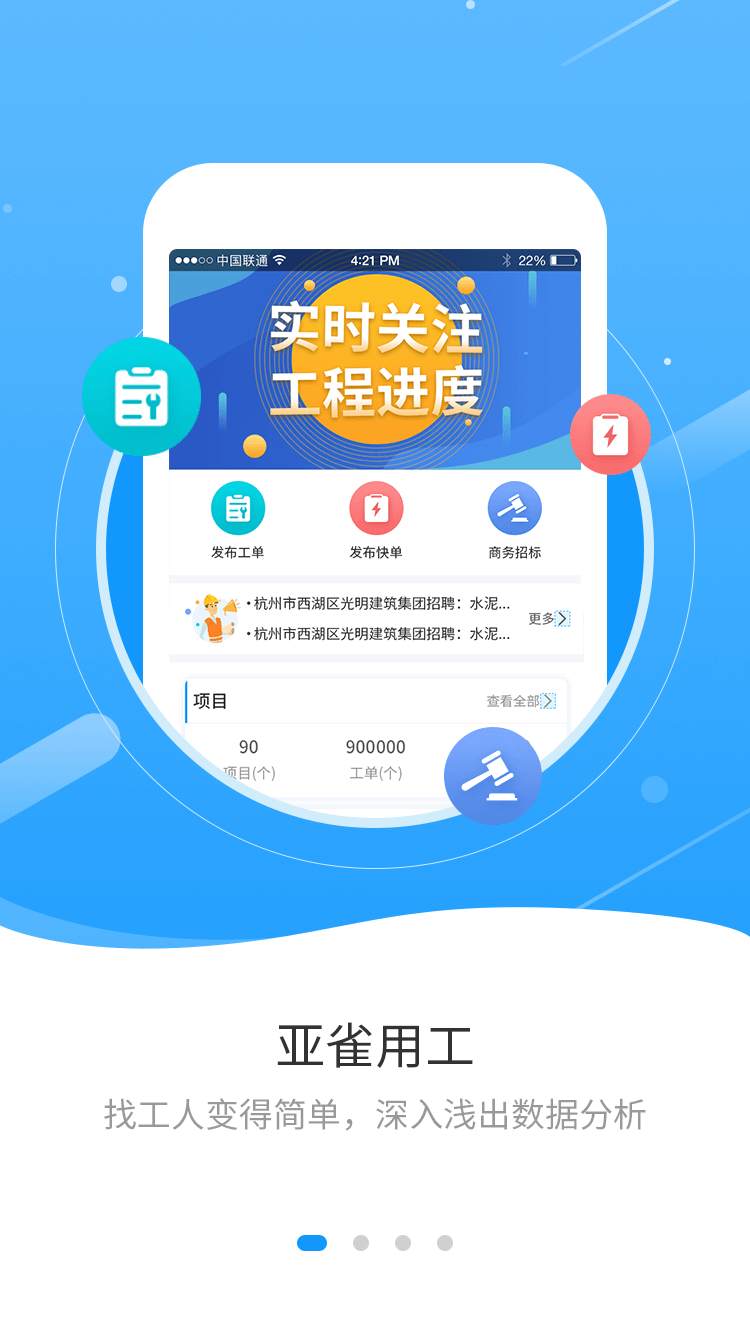 中国联通 4:21 PM 22%
实时关注
工程进度
发布工单 发布快单 商务招标
•杭州市西湖区光明建筑集团招聘：水泥...
•杭州市西湖区光明建筑集团招聘：水泥...
更多
项目 查看全部
90 900000
项目(个) 工单(个)
亚雀用工
找工人变得简单，深入浅出数据分析